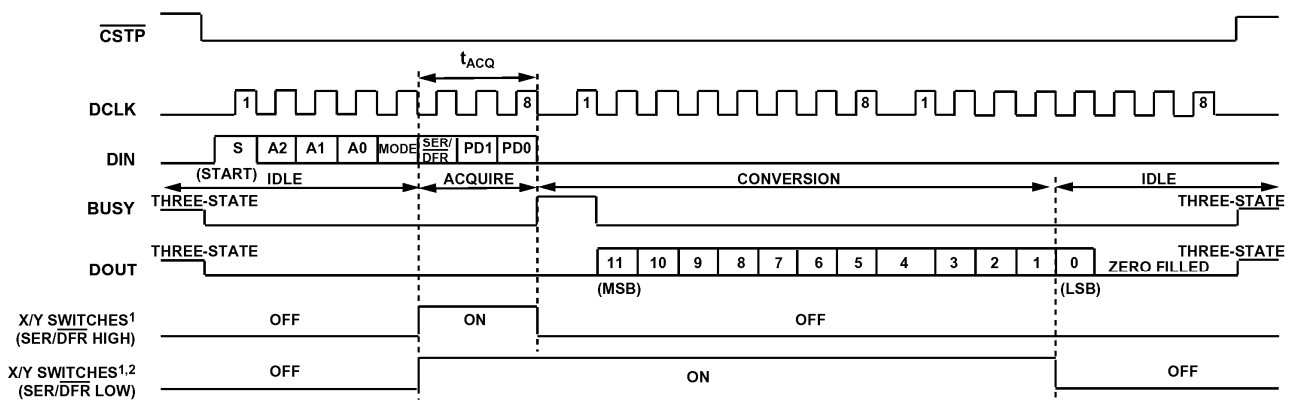 CSTP
tACQ
DCLK 1 8 1 8 1 8
DIN S A2 A1 A0 MODE SER/DFR PD1 PD0
(START)
IDLE ACQUIRE CONVERSION IDLE
BUSY THREE-STATE THREE-STATE
DOUT THREE-STATE 11 10 9 8 7 6 5 4 3 2 1 0 ZERO FILLED THREE-STATE
(MSB) (LSB)
X/Y SWITCHES1 OFF ON OFF
(SER/DFR HIGH)
X/Y SWITCHES1,2 OFF ON OFF
(SER/DFR LOW)